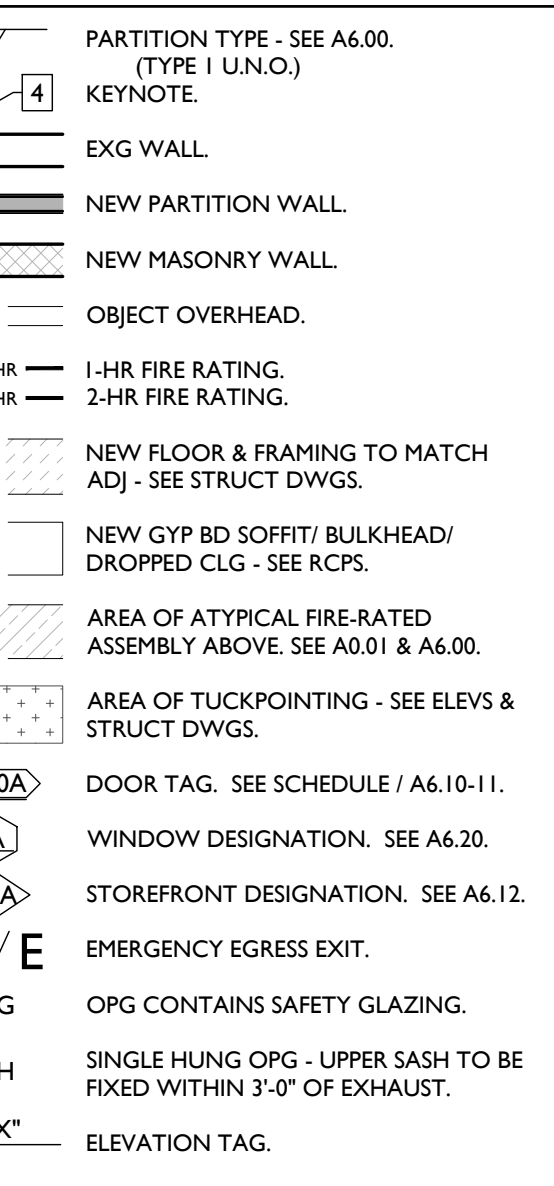 PARTITION TYPE - SEE A6.00.
(TYPE 1 U.N.O.)
4 KEYNOTE.
EXG WALL.
NEW PARTITION WALL.
NEW MASONRY WALL.
OBJECT OVERHEAD.
1-HR FIRE RATING.
2-HR FIRE RATING.
NEW FLOOR & FRAMING TO MATCH
ADJ - SEE STRUCT DWGS.
NEW GYP BD SOFFIT/ BULKHEAD/
DROPPED CLG - SEE RCPS.
AREA OF ATYPICAL FIRE-RATED
ASSEMBLY ABOVE. SEE A0.01 & A6.00.
AREA OF TUCKPOINTING - SEE ELEVS &
STRUCT DWGS.
DOOR TAG. SEE SCHEDULE / A6.10-11.
WINDOW DESIGNATION. SEE A6.20.
A STOREFRONT DESIGNATION. SEE A6.12.
/ E EMERGENCY EGRESS EXIT.
OPG CONTAINS SAFETY GLAZING.
SINGLE HUNG OPG - UPPER SASH TO BE
FIXED WITHIN 3'-0" OF EXHAUST.
X" ELEVATION TAG.